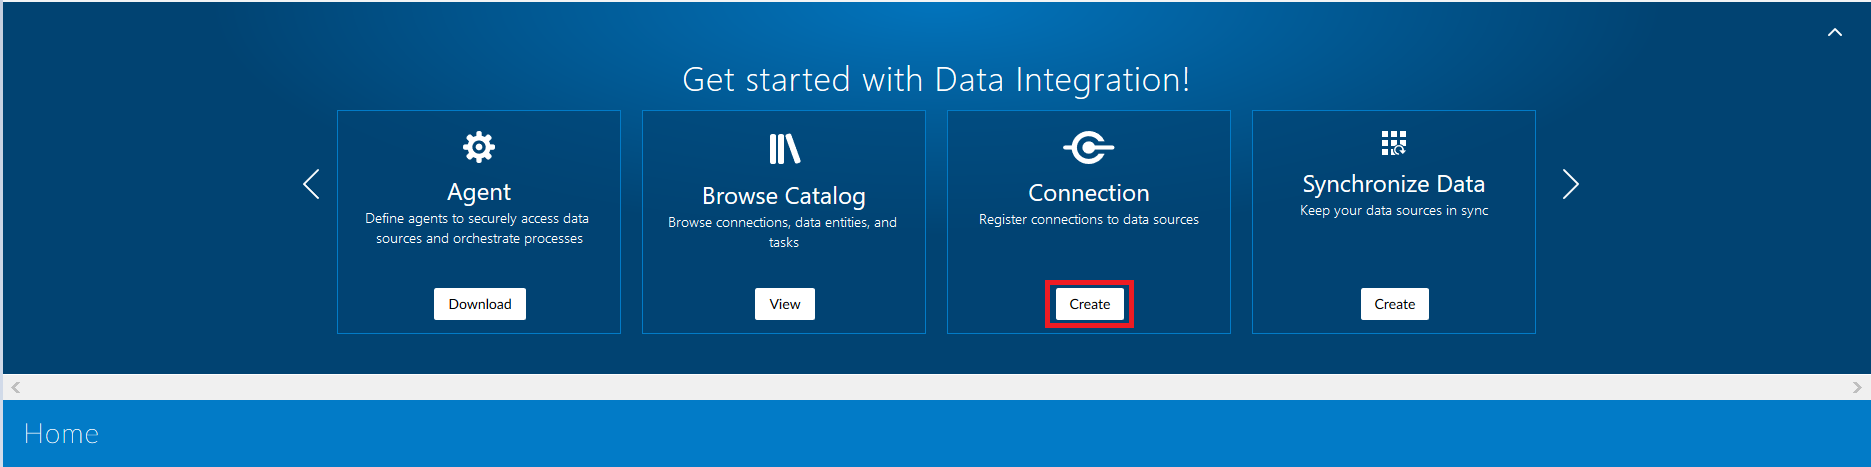 Get started with Data Integration!
Agent
Define agents to securely access data
sources and orchestrate processes
Download
Browse Catalog
Browse connections, data entities, and
tasks
View
Connection
Register connections to data sources
Create
Synchronize Data
Keep your data sources in sync
Create
Home